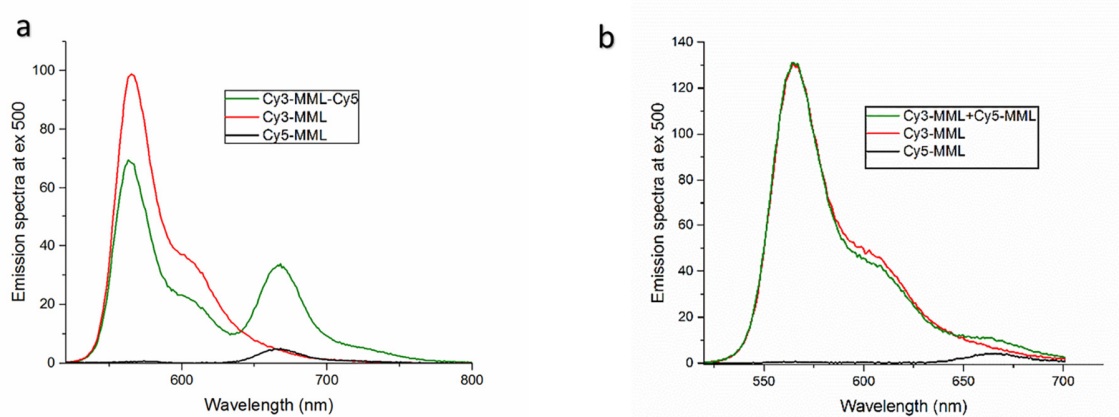 a
Emission spectra at ex 500
100
80
60
40
20
0
Cy3-MML-Cy5
Cy3-MML
Cy5-MML
600
700
800
Wavelength (nm)
b
Emission spectra at ex 500
140
120
100
80
60
40
20
0
Cy3-MML+Cy5-MML
Cy3-MML
Cy5-MML
550
600
650
700
Wavelength (nm)